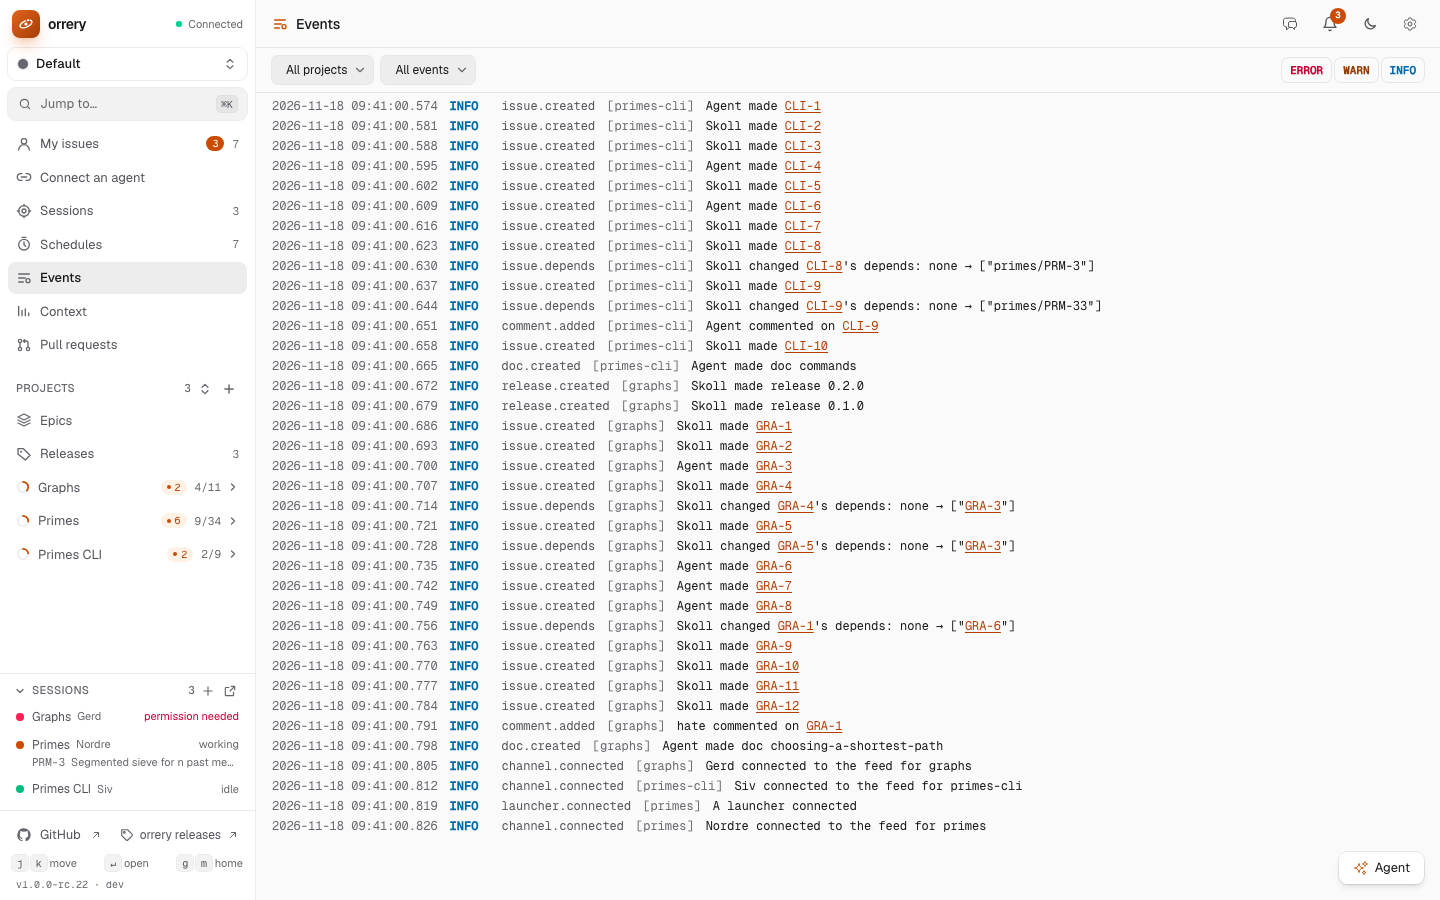 orrery
Connected
Default
Jump to...
⌘K
My issues 3 7
Connect an agent
Sessions 3
Schedules 7
Events
Context
Pull requests
PROJECTS 3
Epics
Releases 3
Graphs 2 4/11
Primes 6 9/34
Primes CLI 2 2/9
SESSIONS 3
Graphs Gerd permission needed
Primes Nordre working
PRM-3 Segmented sieve for n past me...
Primes CLI Siv idle
GitHub ↗ orrery releases ↗
j k move ↵ open g m home
v1.0.0-rc.22 · dev
Events
3
All projects All events
ERROR WARN INFO
2026-11-18 09:41:00.574 INFO issue.created [primes-cli] Agent made CLI-1
2026-11-18 09:41:00.581 INFO issue.created [primes-cli] Skoll made CLI-2
2026-11-18 09:41:00.588 INFO issue.created [primes-cli] Skoll made CLI-3
2026-11-18 09:41:00.595 INFO issue.created [primes-cli] Agent made CLI-4
2026-11-18 09:41:00.602 INFO issue.created [primes-cli] Skoll made CLI-5
2026-11-18 09:41:00.609 INFO issue.created [primes-cli] Agent made CLI-6
2026-11-18 09:41:00.616 INFO issue.created [primes-cli] Skoll made CLI-7
2026-11-18 09:41:00.623 INFO issue.created [primes-cli] Skoll made CLI-8
2026-11-18 09:41:00.630 INFO issue.depends [primes-cli] Skoll changed CLI-8's depends: none → ["primes/PRM-3"]
2026-11-18 09:41:00.637 INFO issue.created [primes-cli] Skoll made CLI-9
2026-11-18 09:41:00.644 INFO issue.depends [primes-cli] Skoll changed CLI-9's depends: none → ["primes/PRM-33"]
2026-11-18 09:41:00.651 INFO comment.added [primes-cli] Agent commented on CLI-9
2026-11-18 09:41:00.658 INFO issue.created [primes-cli] Skoll made CLI-10
2026-11-18 09:41:00.665 INFO doc.created [primes-cli] Agent made doc commands
2026-11-18 09:41:00.672 INFO release.created [graphs] Skoll made release 0.2.0
2026-11-18 09:41:00.679 INFO release.created [graphs] Skoll made release 0.1.0
2026-11-18 09:41:00.686 INFO issue.created [graphs] Skoll made GRA-1
2026-11-18 09:41:00.693 INFO issue.created [graphs] Skoll made GRA-2
2026-11-18 09:41:00.700 INFO issue.created [graphs] Agent made GRA-3
2026-11-18 09:41:00.707 INFO issue.created [graphs] Skoll made GRA-4
2026-11-18 09:41:00.714 INFO issue.depends [graphs] Skoll changed GRA-4's depends: none → ["GRA-3"]
2026-11-18 09:41:00.721 INFO issue.created [graphs] Skoll made GRA-5
2026-11-18 09:41:00.728 INFO issue.depends [graphs] Skoll changed GRA-5's depends: none → ["GRA-3"]
2026-11-18 09:41:00.735 INFO issue.created [graphs] Agent made GRA-6
2026-11-18 09:41:00.742 INFO issue.created [graphs] Agent made GRA-7
2026-11-18 09:41:00.749 INFO issue.created [graphs] Agent made GRA-8
2026-11-18 09:41:00.756 INFO issue.depends [graphs] Skoll changed GRA-1's depends: none → ["GRA-6"]
2026-11-18 09:41:00.763 INFO issue.created [graphs] Skoll made GRA-9
2026-11-18 09:41:00.770 INFO issue.created [graphs] Skoll made GRA-10
2026-11-18 09:41:00.777 INFO issue.created [graphs] Skoll made GRA-11
2026-11-18 09:41:00.784 INFO issue.created [graphs] Skoll made GRA-12
2026-11-18 09:41:00.791 INFO comment.added [graphs] hate commented on GRA-1
2026-11-18 09:41:00.798 INFO doc.created [graphs] Agent made doc choosing-a-shortest-path
2026-11-18 09:41:00.805 INFO channel.connected [graphs] Gerd connected to the feed for graphs
2026-11-18 09:41:00.812 INFO channel.connected [primes-cli] Siv connected to the feed for primes-cli
2026-11-18 09:41:00.819 INFO launcher.connected [primes] A launcher connected
2026-11-18 09:41:00.826 INFO channel.connected [primes] Nordre connected to the feed for primes
Agent